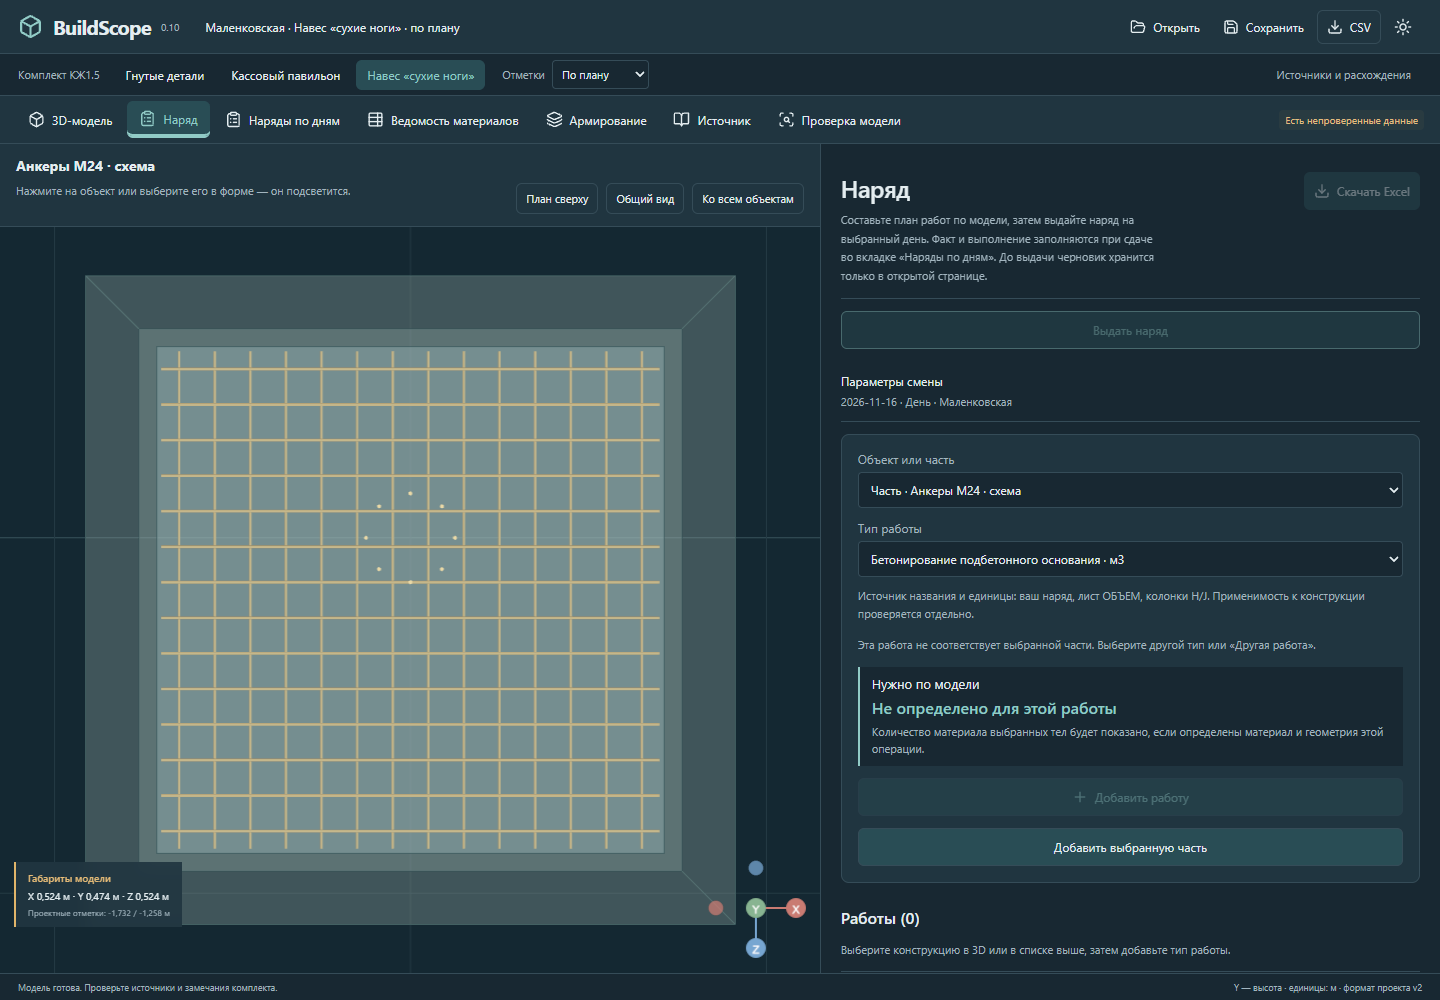 BuildScope 0.10 Маленковская · Навес «сухие ноги» · по плану Открыть Сохранить CSV
Комплект КЖ1.5 Гнутые детали Кассовый павильон Навес «сухие ноги» Отметки По плану Источники и расхождения
3D-модель Наряд Наряды по дням Ведомость материалов Армирование Источник Проверка модели Есть непроверенные данные
Анкеры М24 · схема
Нажмите на объект или выберите его в форме — он подсветится.
План сверху Общий вид Ко всем объектам
Габариты модели
X 0,524 м · Y 0,474 м · Z 0,524 м
Проектные отметки: -1,732 / -1,258 м
Y X
Z
Наряд
Скачать Excel
Составьте план работ по модели, затем выдайте наряд на
выбранный день. Факт и выполнение заполняются при сдаче
во вкладке «Наряды по дням». До выдачи черновик хранится
только в открытой странице.
Выдать наряд
Параметры смены
2026-11-16 · День · Маленковская
Объект или часть
Часть · Анкеры М24 · схема
Тип работы
Бетонирование подбетонного основания · м3
Источник названия и единицы: ваш наряд, лист ОБЪЕМ, колонки H/J. Применимость к конструкции
проверяется отдельно.
Эта работа не соответствует выбранной части. Выберите другой тип или «Другая работа».
Нужно по модели
Не определено для этой работы
Количество материала выбранных тел будет показано, если определены материал и геометрия этой
операции.
Добавить работу
Добавить выбранную часть
Работы (0)
Выберите конструкцию в 3D или в списке выше, затем добавьте тип работы.
Модель готова. Проверьте источники и замечания комплекта.
Y — высота · единицы: м · формат проекта v2